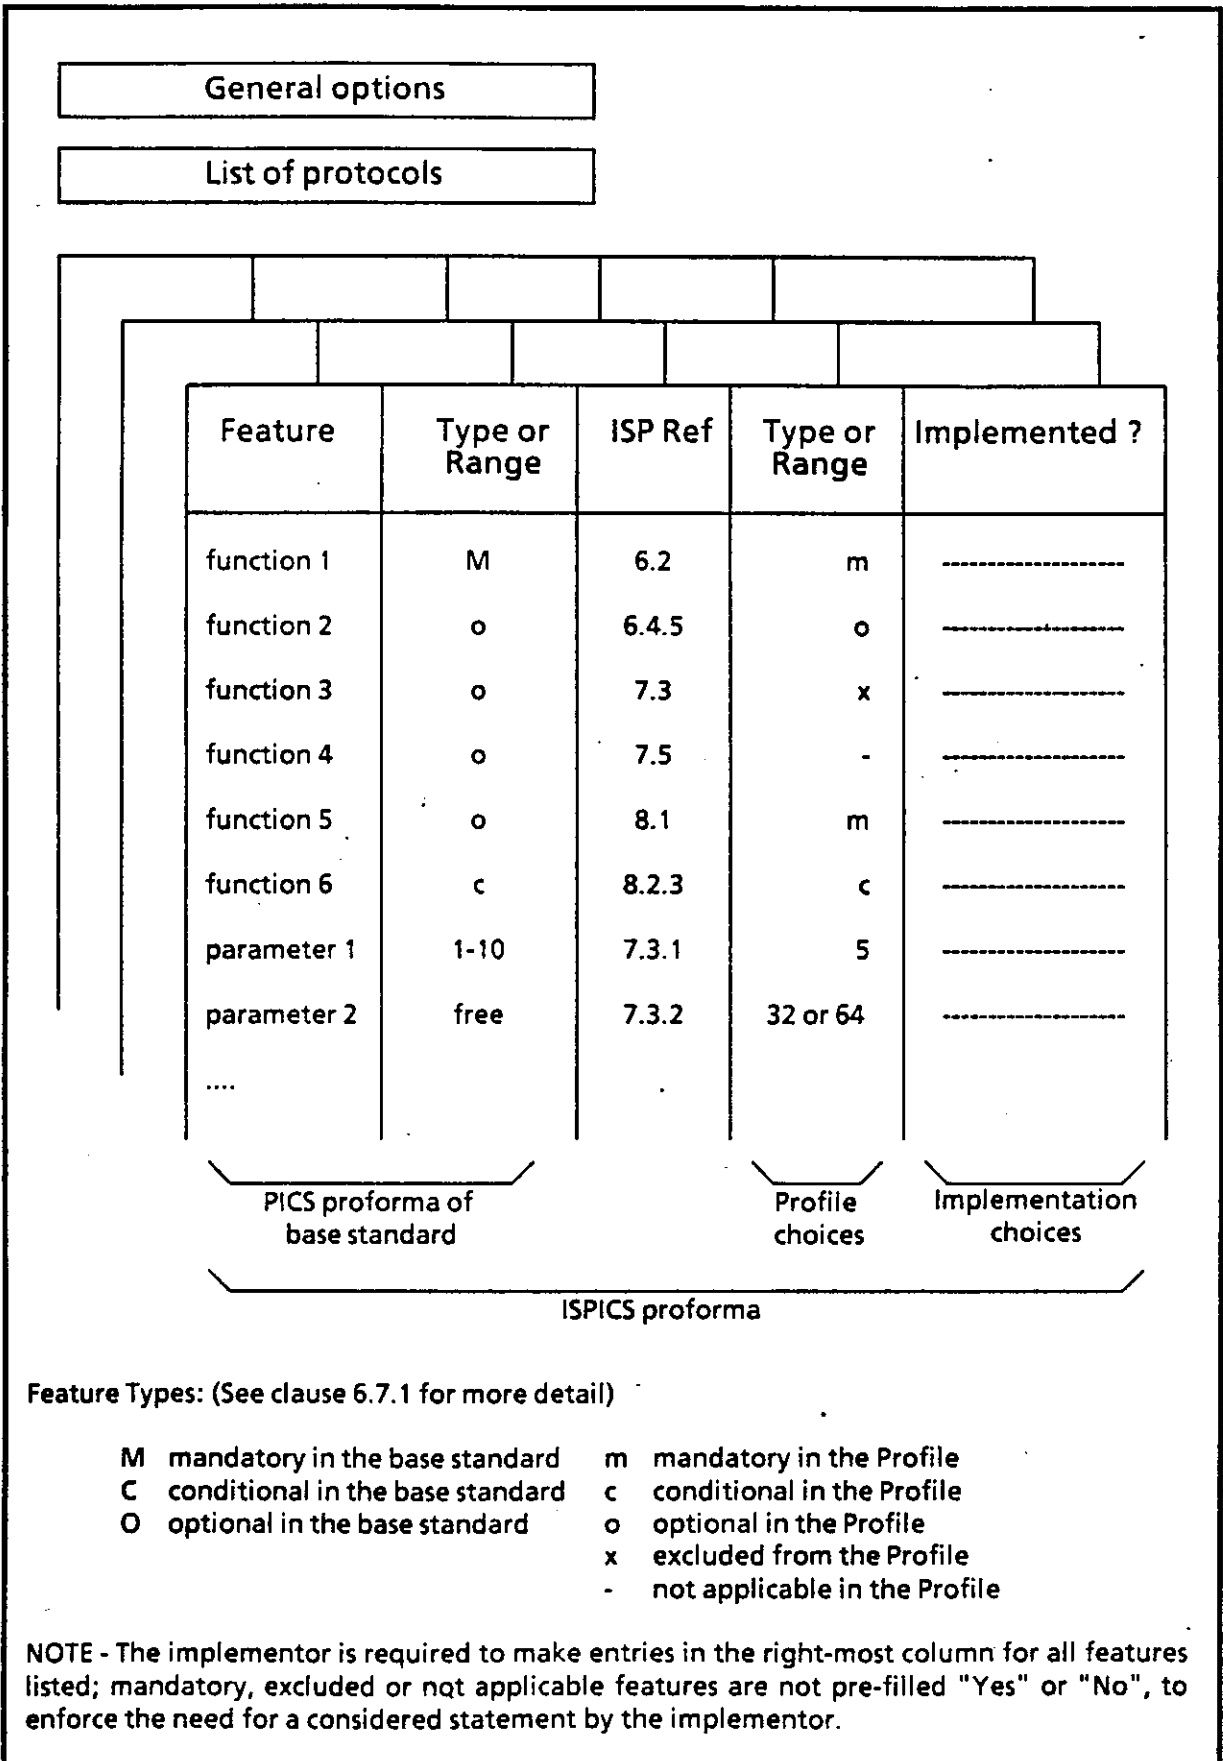 General options
List of protocols
Feature Type or Range ISP Ref Type or Range Implemented ?
function 1 M 6.2 m --------------------
function 2 o 6.4.5 o --------------------
function 3 o 7.3 x --------------------
function 4 o 7.5 - --------------------
function 5 o 8.1 m --------------------
function 6 c 8.2.3 c --------------------
parameter 1 1-10 7.3.1 5 --------------------
parameter 2 free 7.3.2 32 or 64 --------------------
....
PICS proforma of base standard
Profile choices
Implementation choices
ISPICS proforma
Feature Types: (See clause 6.7.1 for more detail)
M mandatory in the base standard m mandatory in the Profile
C conditional in the base standard c conditional in the Profile
O optional in the base standard o optional in the Profile
x excluded from the Profile
- not applicable in the Profile
NOTE - The implementor is required to make entries in the right-most column for all features
listed; mandatory, excluded or not applicable features are not pre-filled "Yes" or "No", to
enforce the need for a considered statement by the implementor.